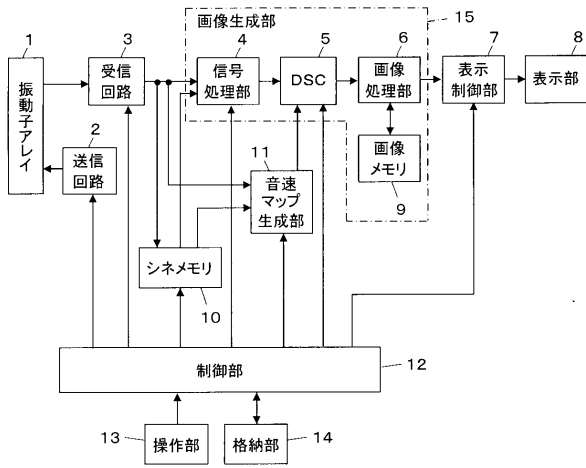 画像生成部
15
1
3
4
5
6
7
8
振動子アレイ
受信
回路
信号
処理部
DSC
画像
処理部
表示
制御部
表示部
2
送信
回路
11
音速
マップ
生成部
画像
メモリ
9
シネメモリ
10
制御部
12
13
操作部
格納部
14